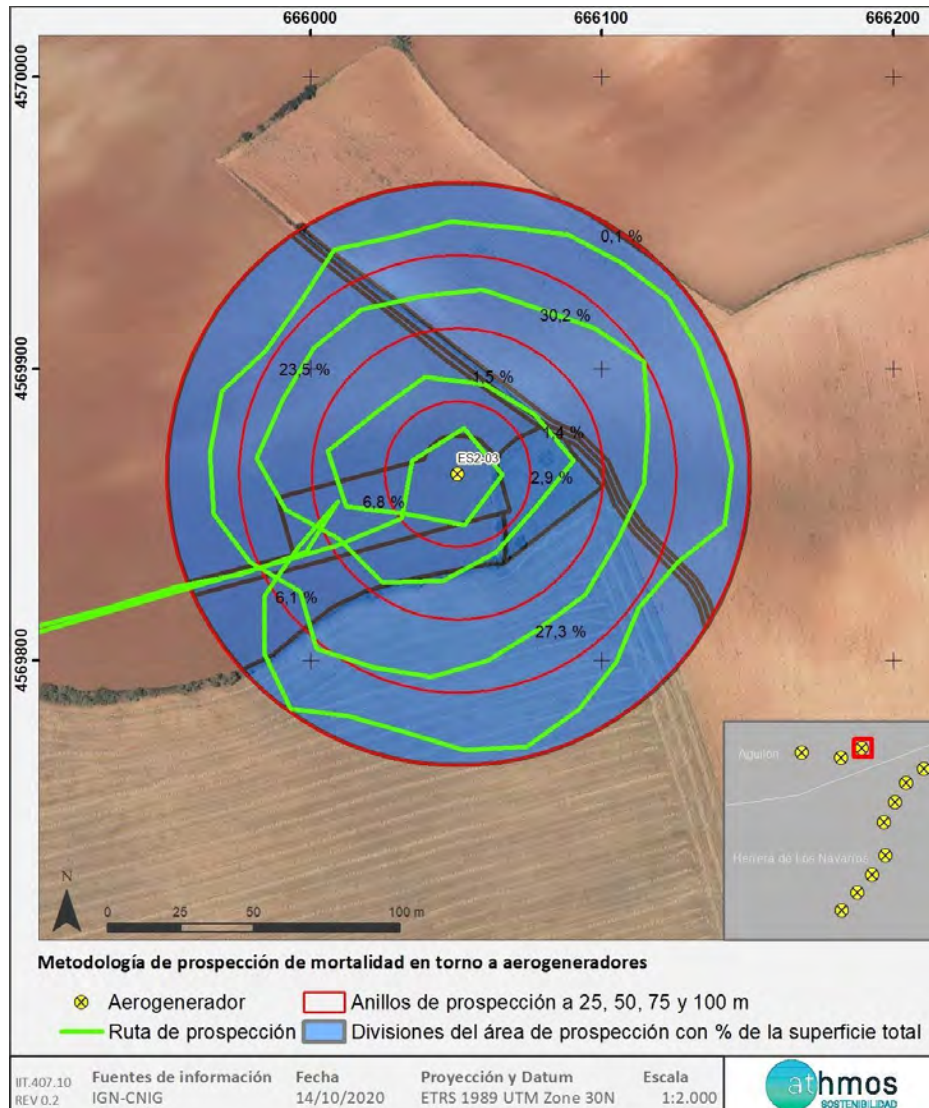 666000 666100 666200
4570000
4569900
4569800
0,1 %
30,2 %
23,5 %
1,5 %
1,4 %
ES2-03
2,9 %
6,8 %
6,1 %
27,3 %
N
0 25 50 100 m
Aguilón
Herrera de Los Navarros
Metodología de prospección de mortalidad en torno a aerogeneradores
Aerogenerador Anillos de prospección a 25, 50, 75 y 100 m
Ruta de prospección Divisiones del área de prospección con % de la superficie total
IIT.407.10 Fuentes de información Fecha Proyección y Datum Escala
REV 0.2 IGN-CNIG 14/10/2020 ETRS 1989 UTM Zone 30N 1:2.000
athmos
SOSTENIBILIDAD